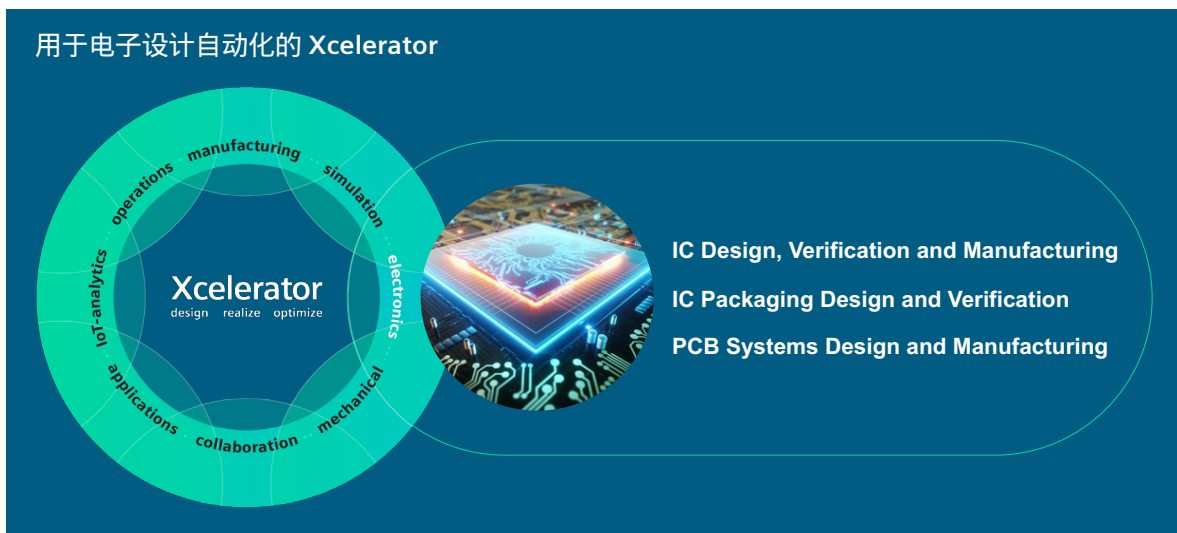 用于电子设计自动化的 Xcelerator
manufacturing
simulation
electronics
mechanical
collaboration
applications
IoT-analytics
operations
Xcelerator
design realize optimize
IC Design, Verification and Manufacturing
IC Packaging Design and Verification
PCB Systems Design and Manufacturing